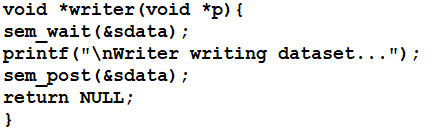 void *writer(void *p){
sem_wait(&sdata);
printf("\nWriter writing dataset...");
sem_post(&sdata);
return NULL;
}